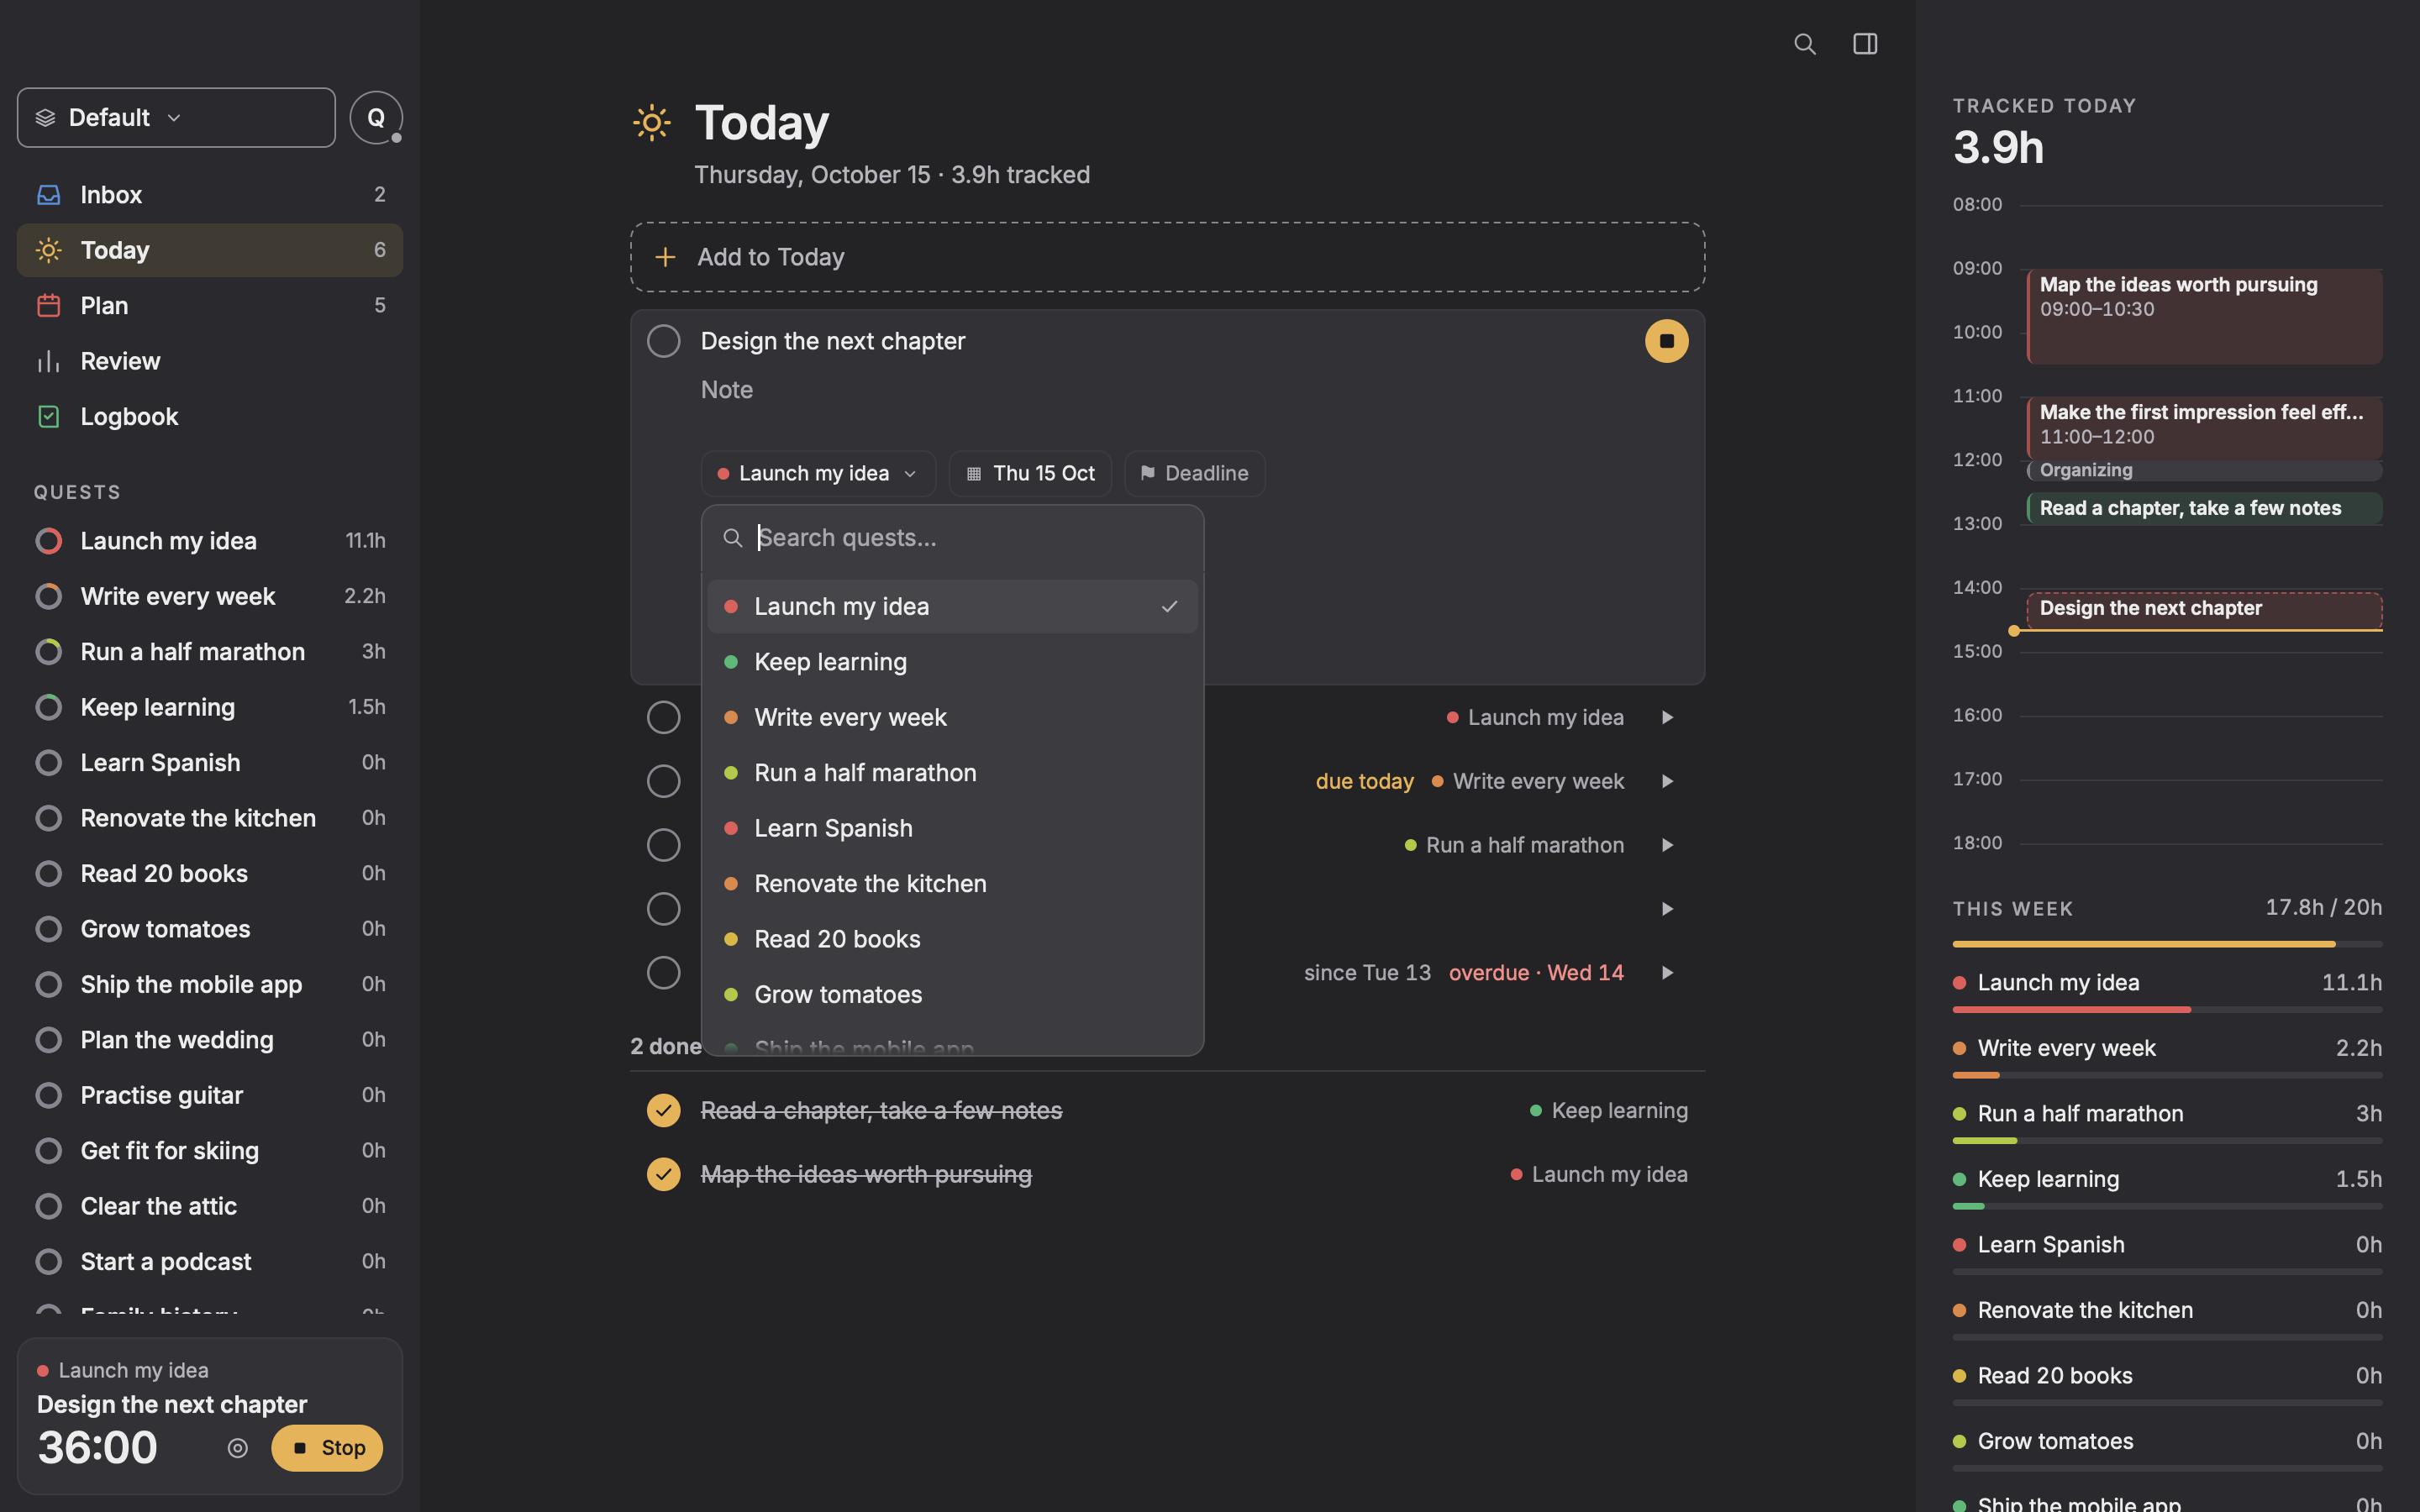 Default
Q
Inbox 2
Today 6
Plan 5
Review
Logbook
QUESTS
Launch my idea 11.1h
Write every week 2.2h
Run a half marathon 3h
Keep learning 1.5h
Learn Spanish 0h
Renovate the kitchen 0h
Read 20 books 0h
Grow tomatoes 0h
Ship the mobile app 0h
Plan the wedding 0h
Practise guitar 0h
Get fit for skiing 0h
Clear the attic 0h
Start a podcast 0h
Family history 0h
Launch my idea
Design the next chapter
36:00 Stop
Today
Thursday, October 15 · 3.9h tracked
Add to Today
Design the next chapter
Note
Launch my idea Thu 15 Oct Deadline
Search quests...
Launch my idea
Keep learning
Write every week
Run a half marathon
Learn Spanish
Renovate the kitchen
Read 20 books
Grow tomatoes
Ship the mobile app
Launch my idea
due today Write every week
Run a half marathon
since Tue 13 overdue · Wed 14
2 done
Read a chapter, take a few notes Keep learning
Map the ideas worth pursuing Launch my idea
TRACKED TODAY
3.9h
08:00
09:00
Map the ideas worth pursuing
09:00–10:30
10:00
11:00
Make the first impression feel eff...
11:00–12:00
12:00
Organizing
Read a chapter, take a few notes
13:00
14:00
Design the next chapter
15:00
16:00
17:00
18:00
THIS WEEK 17.8h / 20h
Launch my idea 11.1h
Write every week 2.2h
Run a half marathon 3h
Keep learning 1.5h
Learn Spanish 0h
Renovate the kitchen 0h
Read 20 books 0h
Grow tomatoes 0h
Ship the mobile app 0h